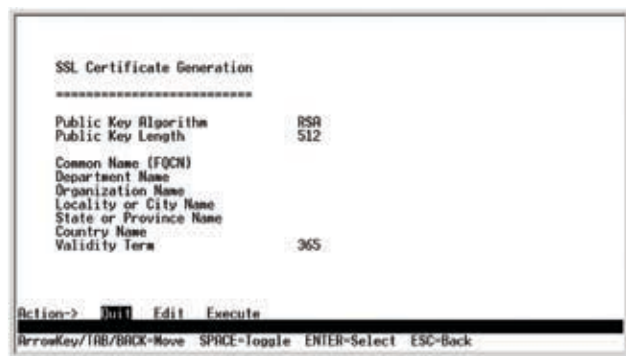 SSL Certificate Generation
==========================
Public Key Algorithm RSA
Public Key Length 512
Common Name (FQCN)
Department Name
Organization Name
Locality or City Name
State or Province Name
Country Name
Validity Term 365
Action-> Quit Edit Execute
ArrowKey/TAB/BACK=Move SPACE=Toggle ENTER=Select ESC=Back